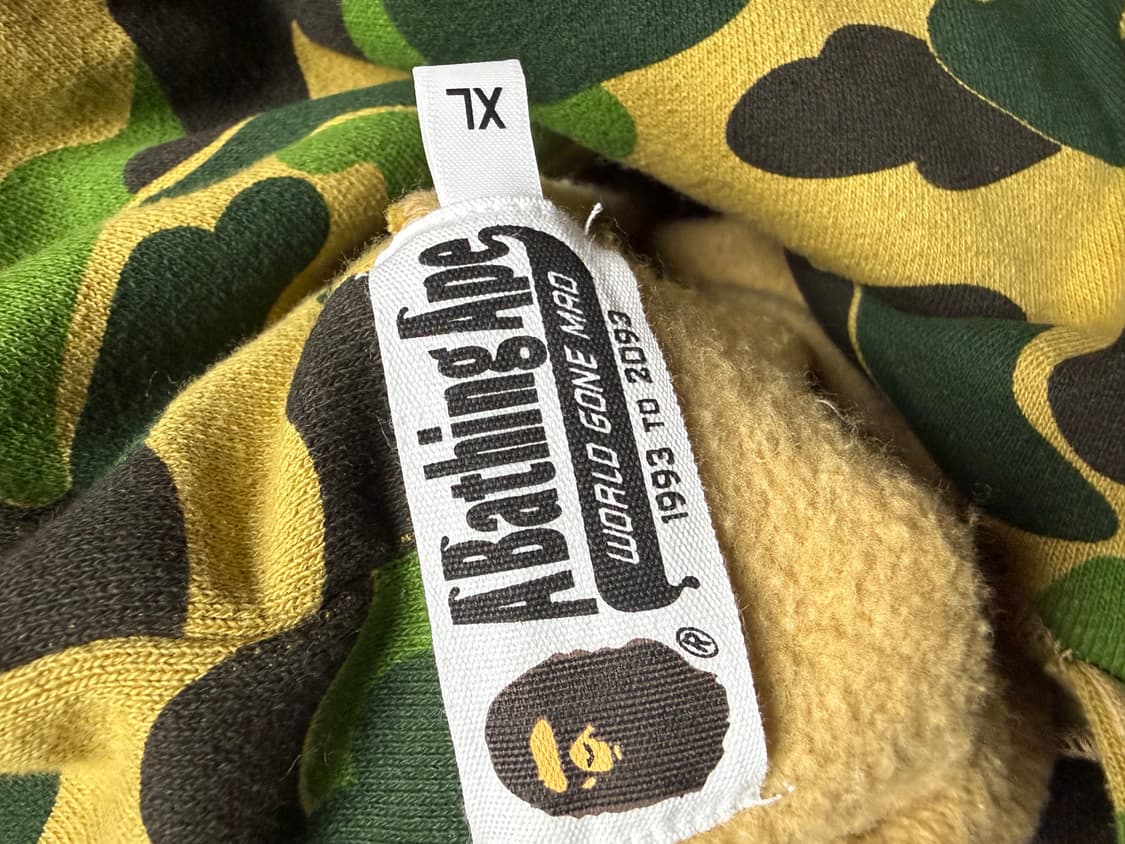 XL
A Bathing Ape
WORLD GONE MAD
1993 TO 2093
®